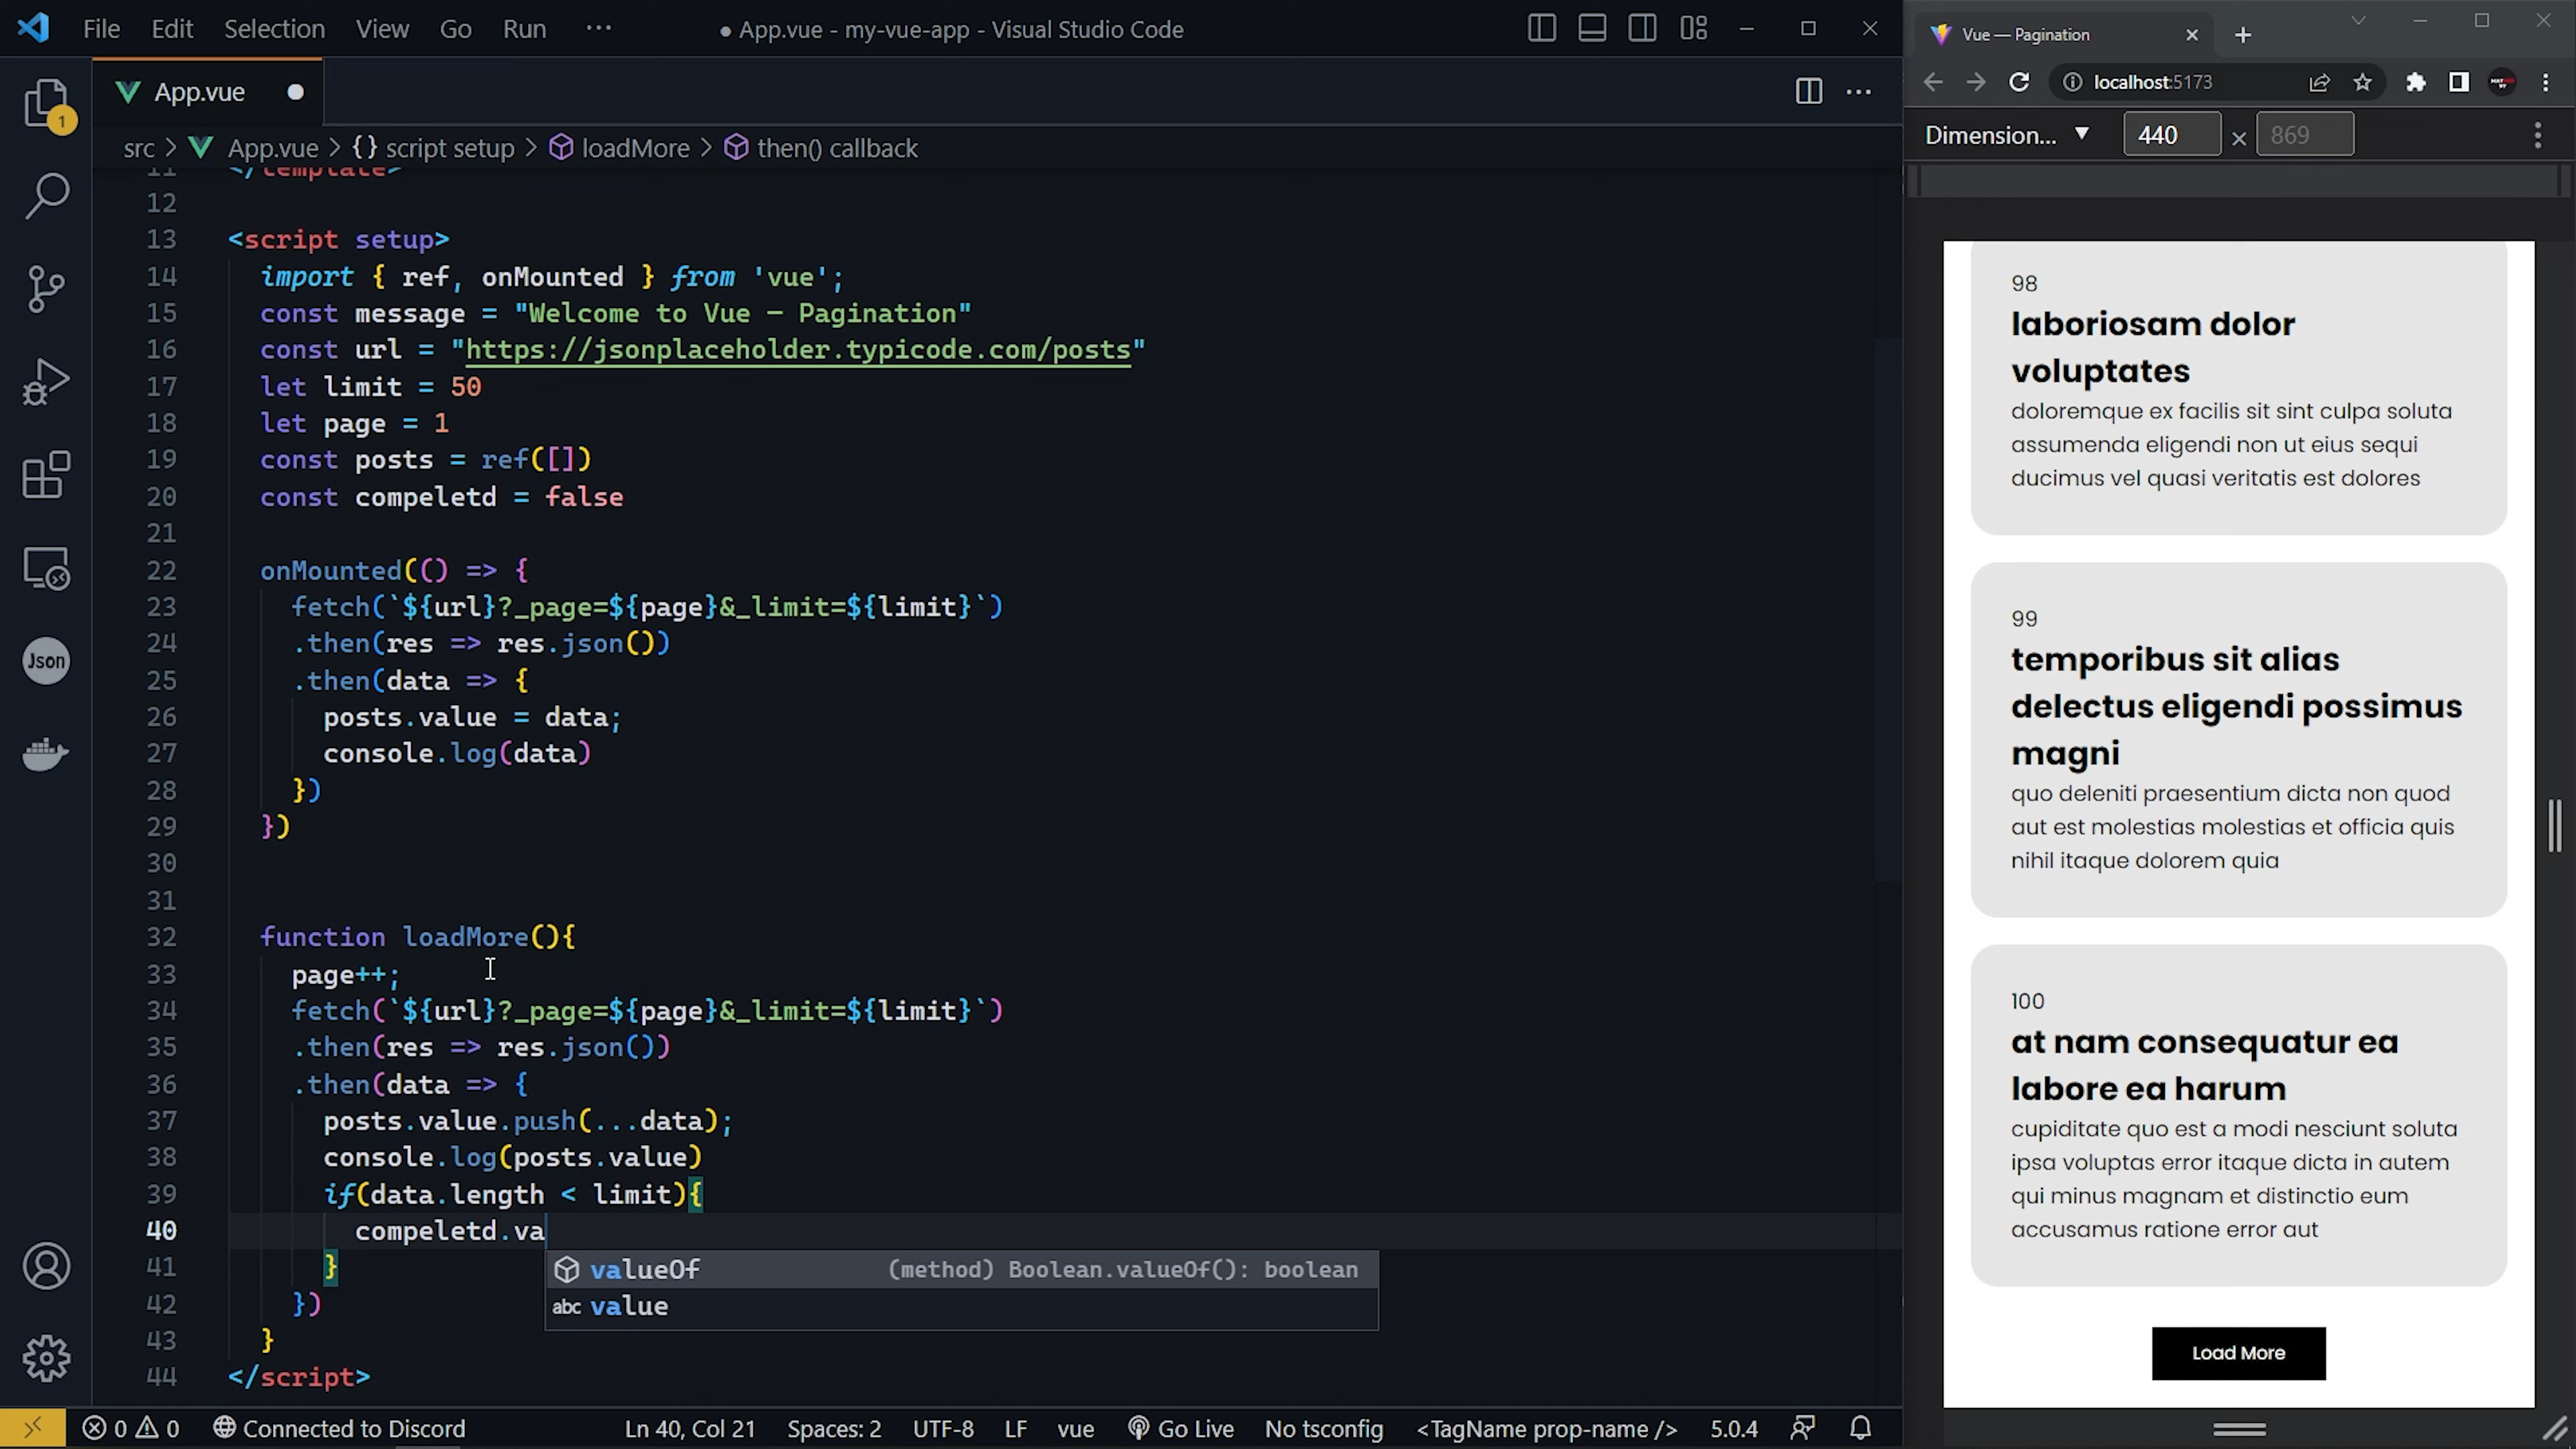 File Edit Selection View Go Run ··· ● App.vue - my-vue-app - Visual Studio Code
App.vue
1
src > App.vue > {} script setup > loadMore > then() callback
11 </template>
12
13 <script setup>
14 import { ref, onMounted } from 'vue';
15 const message = "Welcome to Vue — Pagination"
16 const url = "https://jsonplaceholder.typicode.com/posts"
17 let limit = 50
18 let page = 1
19 const posts = ref([])
20 const compeletd = false
21
22 onMounted(() => {
23 fetch(`${url}?_page=${page}&_limit=${limit}`)
24 .then(res => res.json())
25 .then(data => {
26 posts.value = data;
27 console.log(data)
28 })
29 })
30
31
32 function loadMore(){
33 page++;
34 fetch(`${url}?_page=${page}&_limit=${limit}`)
35 .then(res => res.json())
36 .then(data => {
37 posts.value.push(...data);
38 console.log(posts.value)
39 if(data.length < limit){
40 compeletd.va
41 }
42 })
43 }
44 </script>
valueOf (method) Boolean.valueOf(): boolean
abc value
Json
0 0 Connected to Discord Ln 40, Col 21 Spaces: 2 UTF-8 LF vue Go Live No tsconfig <TagName prop-name /> 5.0.4
Vue — Pagination
localhost:5173
Dimension... 440 × 869
98
laboriosam dolor
voluptates
doloremque ex facilis sit sint culpa soluta
assumenda eligendi non ut eius sequi
ducimus vel quasi veritatis est dolores
99
temporibus sit alias
delectus eligendi possimus
magni
quo deleniti praesentium dicta non quod
aut est molestias molestias et officia quis
nihil itaque dolorem quia
100
at nam consequatur ea
labore ea harum
cupiditate quo est a modi nesciunt soluta
ipsa voluptas error itaque dicta in autem
qui minus magnam et distinctio eum
accusamus ratione error aut
Load More